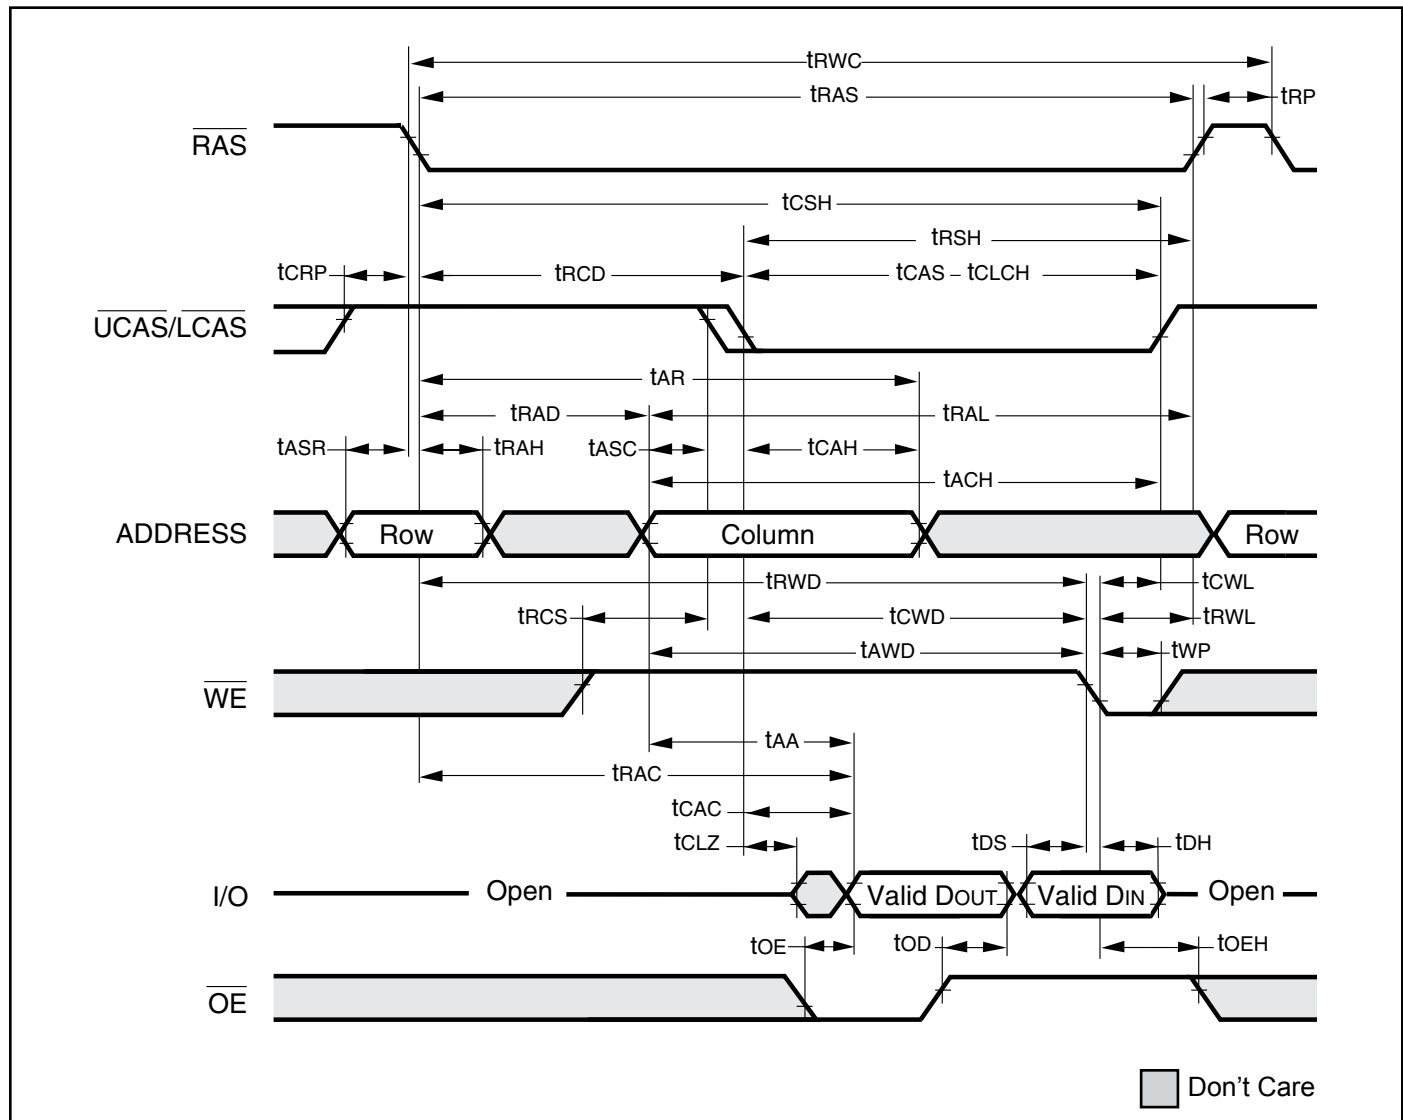 tRWC
tRAS
tRP
RAS
tCSH
tRSH
tCRP
tRCD
tCAS – tCLCH
UCAS/LCAS
tAR
tRAD
tRAL
tASR
tRAH
tASC
tCAH
tACH
ADDRESS
Row
Column
Row
tRWD
tCWL
tRCS
tCWD
tRWL
tAWD
tWP
WE
tAA
tRAC
tCAC
tCLZ
tDS
tDH
I/O
Open
Valid DOUT
Valid DIN
Open
tOE
tOD
tOEH
OE
Don't Care